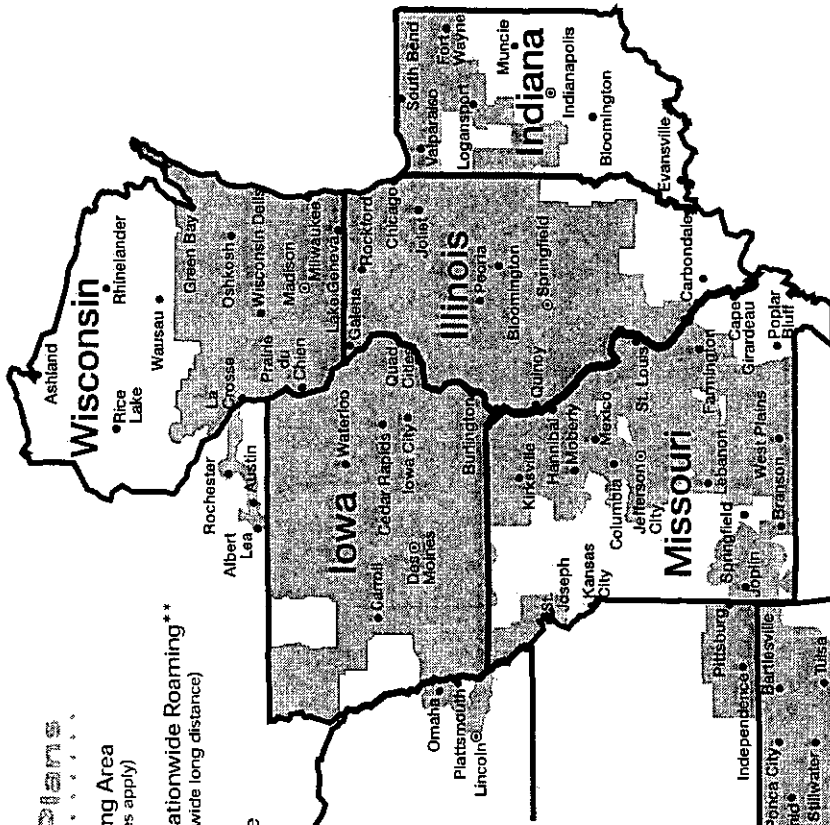 Plans
ng Area
es apply)
ationwide Roaming**
wide long distance)
e
Wisconsin
Ashland
Rice
Lake
Rhinelander
Wausau
Green Bay
Oshkosh
Wisconsin Dells
La
Crosse
Prairie
du
Chien
Madison
Milwaukee
Lake Geneva
Rochester
Austin
Albert
Lea
Iowa
Waterloo
Cedar Rapids
Iowa City
Quad
Cities
Carroll
Des
Moines
Burlington
Omaha
Plattsmouth
Lincoln
Illinois
Galena
Rockford
Chicago
Joliet
Peoria
Bloomington
Springfield
Quincy
Carbondale
Indiana
South Bend
Valparaiso
Fort
Wayne
Logansport
Muncie
Indianapolis
Bloomington
Evansville
Missouri
Kirksville
Hannibal
Moberly
Mexico
Columbia
Jefferson
City
St. Louis
St.
Joseph
Kansas
City
Farmington
Cape
Girardeau
Poplar
Bluff
Lebanon
West Plains
Springfield
Branson
Joplin
Pittsburg
Independence
Bartlesville
Ponca City
Tulsa
Stillwater
nid